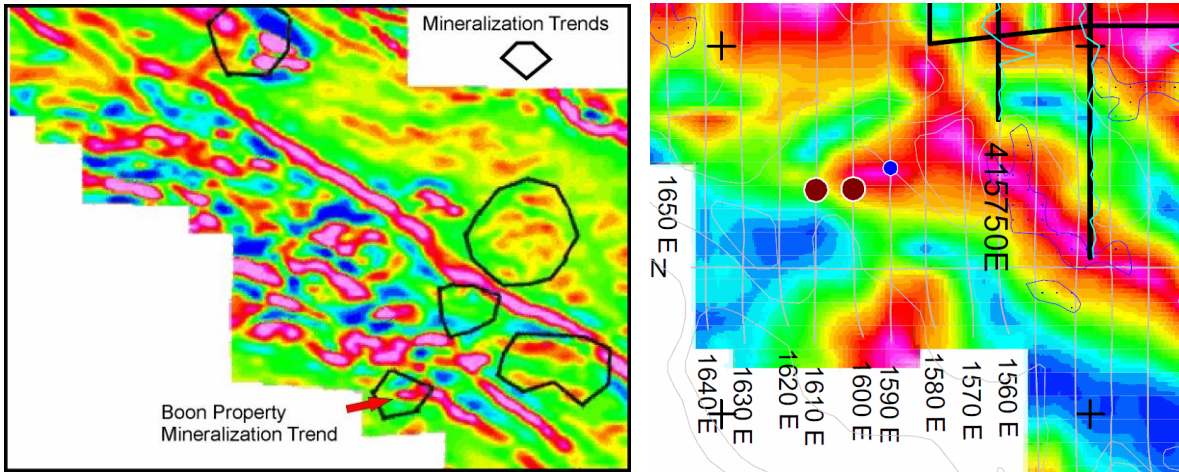 Mineralization Trends
Boon Property
Mineralization Trend
415750E
1650 E
N
1640 E
1630 E
1620 E
1610 E
1600 E
1590 E
1580 E
1570 E
1560 E